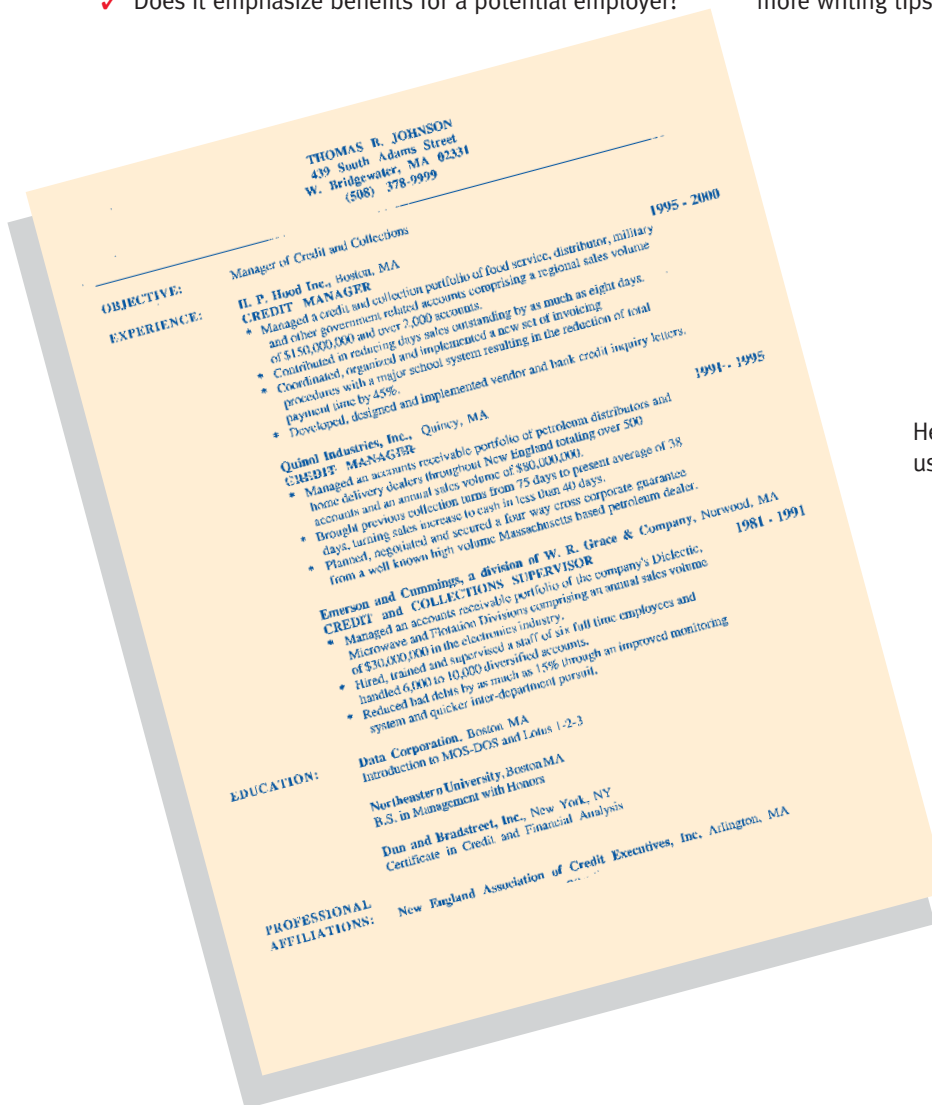 ✓ Does it emphasize benefits for a potential employer?
more writing tips
THOMAS R. JOHNSON
439 South Adams Street
W. Bridgewater, MA 02331
(508) 378-9999
OBJECTIVE: Manager of Credit and Collections
EXPERIENCE: H. P. Hood Inc., Boston, MA 1995 - 2000
CREDIT MANAGER
* Managed a credit and collection portfolio of food service, distributor, military
and other government related accounts comprising a regional sales volume
of $150,000,000 and over 2,000 accounts.
* Contributed in reducing days sales outstanding by as much as eight days.
* Coordinated, organized and implemented a new set of invoicing
procedures with a major school system resulting in the reduction of total
payment time by 45%.
* Developed, designed and implemented vendor and bank credit inquiry letters.
Quinol Industries, Inc., Quincy, MA 1991 - 1995
CREDIT MANAGER
* Managed an accounts receivable portfolio of petroleum distributors and
home delivery dealers throughout New England totaling over 500
accounts and an annual sales volume of $80,000,000.
* Brought previous collection turns from 75 days to present average of 38
days, turning sales increase to cash in less than 40 days.
* Planned, negotiated and secured a four way cross corporate guarantee
from a well known high volume Massachusetts based petroleum dealer.
Emerson and Cummings, a division of W. R. Grace & Company, Norwood, MA
CREDIT and COLLECTIONS SUPERVISOR 1981 - 1991
* Managed an accounts receivable portfolio of the company's Dielectic,
Microwave and Flotation Divisions comprising an annual sales volume
of $30,000,000 in the electronics industry.
* Hired, trained and supervised a staff of six full time employees and
handled 6,000 to 10,000 diversified accounts.
* Reduced bad debts by as much as 15% through an improved monitoring
system and quicker inter-department pursuit.
EDUCATION: Data Corporation, Boston MA
Introduction to MOS-DOS and Lotus 1-2-3
Northeastern University, Boston MA
B.S. in Management with Honors
Dun and Bradstreet, Inc., New York, NY
Certificate in Credit and Financial Analysis
PROFESSIONAL
AFFILIATIONS: New England Association of Credit Executives, Inc, Arlington, MA
He
us